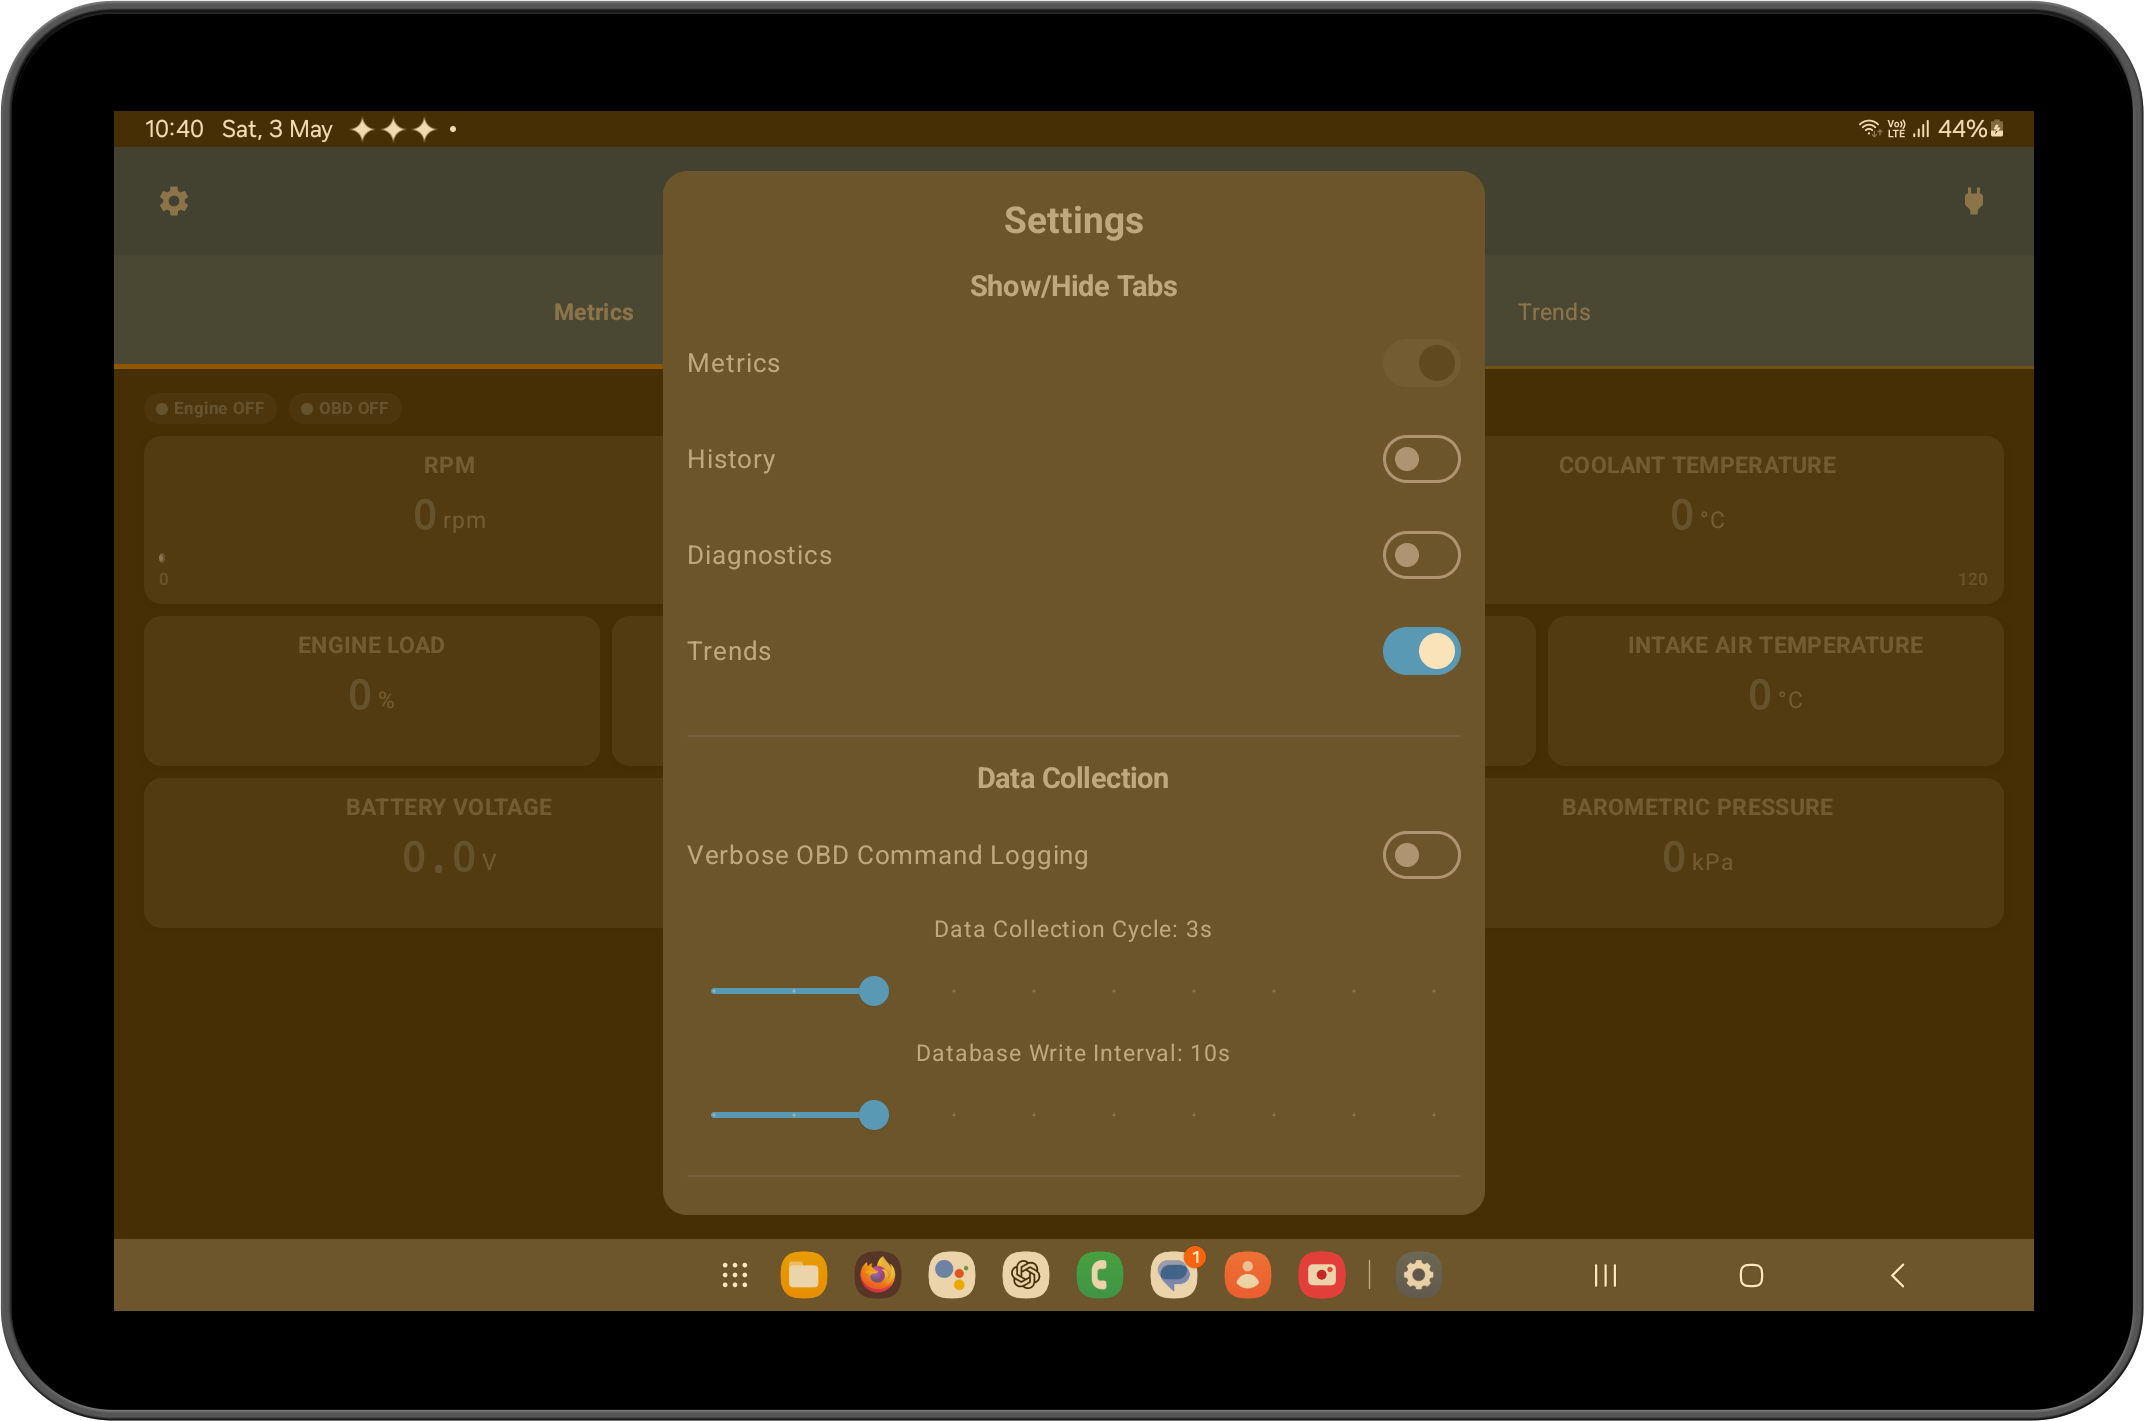 10:40 Sat, 3 May
Vo)) LTE 44%
Settings
Show/Hide Tabs
Metrics
Trends
Metrics
History
Diagnostics
Trends
Data Collection
Verbose OBD Command Logging
Data Collection Cycle: 3s
Database Write Interval: 10s
Engine OFF
OBD OFF
RPM
0 rpm
0
COOLANT TEMPERATURE
0 °C
120
ENGINE LOAD
0 %
INTAKE AIR TEMPERATURE
0 °C
BATTERY VOLTAGE
0.0 V
BAROMETRIC PRESSURE
0 kPa
1